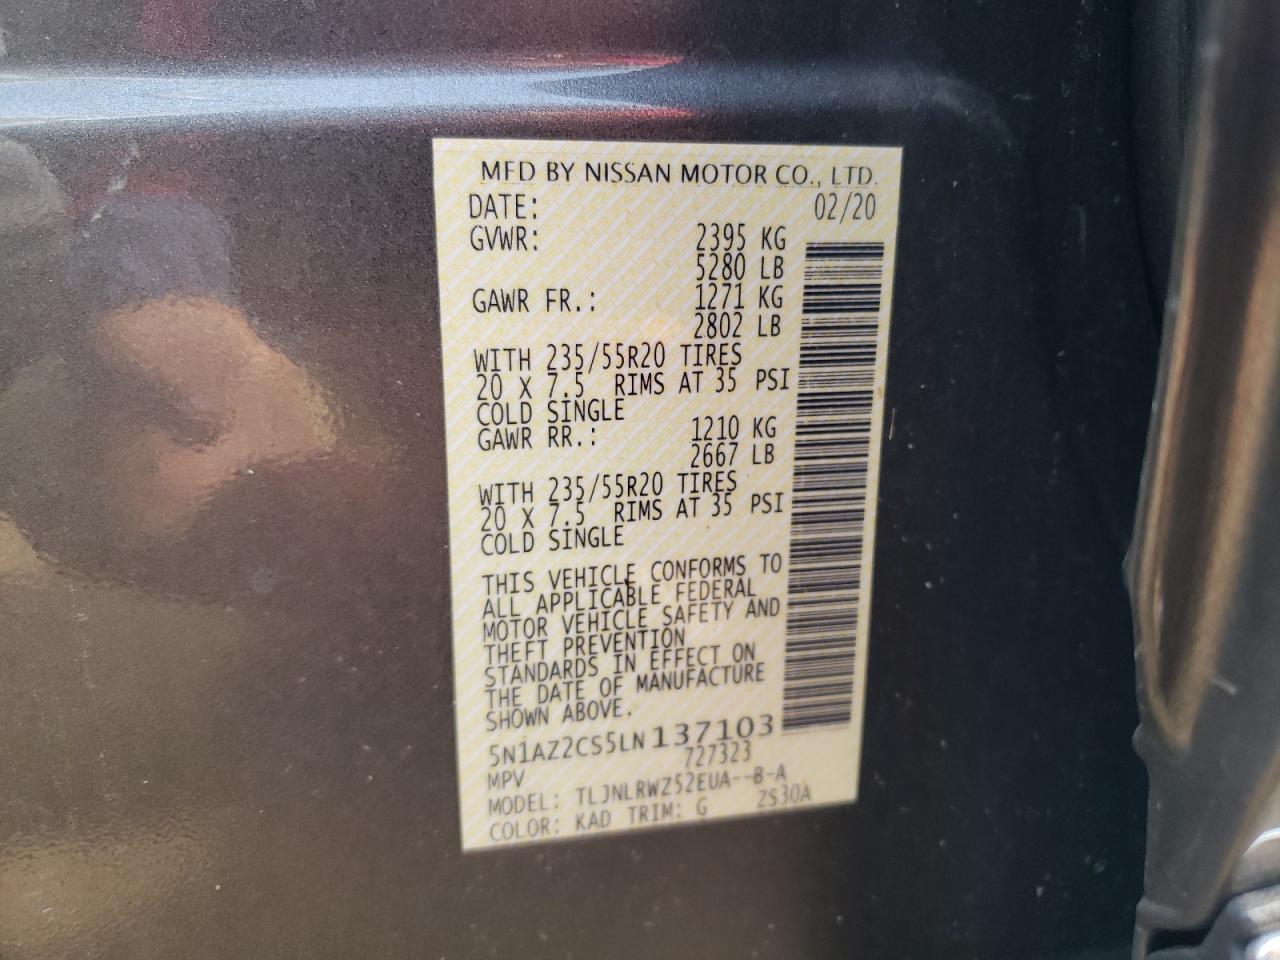 MFD BY NISSAN MOTOR CO., LTD.
DATE: 02/20
GVWR: 2395 KG
5280 LB
GAWR FR.: 1271 KG
2802 LB
WITH 235/55R20 TIRES
20 X 7.5 RIMS AT 35 PSI
COLD SINGLE
GAWR RR.: 1210 KG
2667 LB
WITH 235/55R20 TIRES
20 X 7.5 RIMS AT 35 PSI
COLD SINGLE
THIS VEHICLE CONFORMS TO
ALL APPLICABLE FEDERAL
MOTOR VEHICLE SAFETY AND
THEFT PREVENTION
STANDARDS IN EFFECT ON
THE DATE OF MANUFACTURE
SHOWN ABOVE.
5N1AZ2CS5LN137103
MPV 727323
MODEL: TLJNLRWZ52EUA--B-A
COLOR: KAD TRIM: G ZS30A